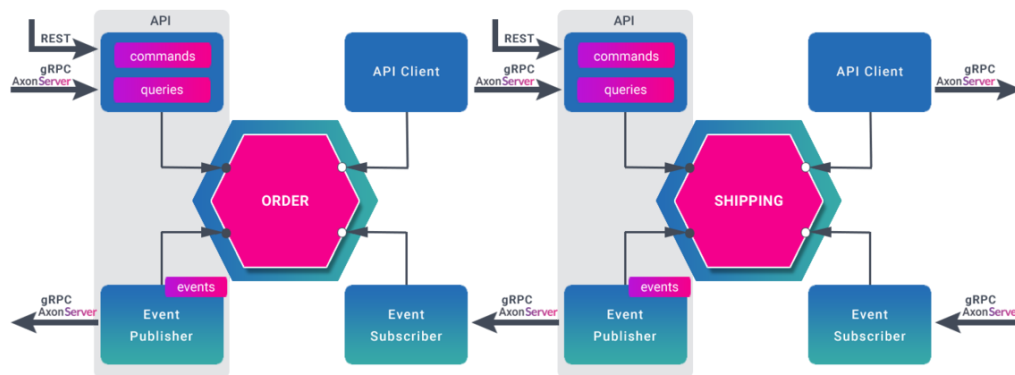 API
REST
commands
gRPC
AxonServer
queries
API Client
ORDER
events
gRPC
AxonServer
Event
Publisher
Event
Subscriber
API
REST
gRPC
AxonServer
commands
queries
API Client
gRPC
AxonServer
SHIPPING
gRPC
AxonServer
events
Event
Publisher
Event
Subscriber
gRPC
AxonServer